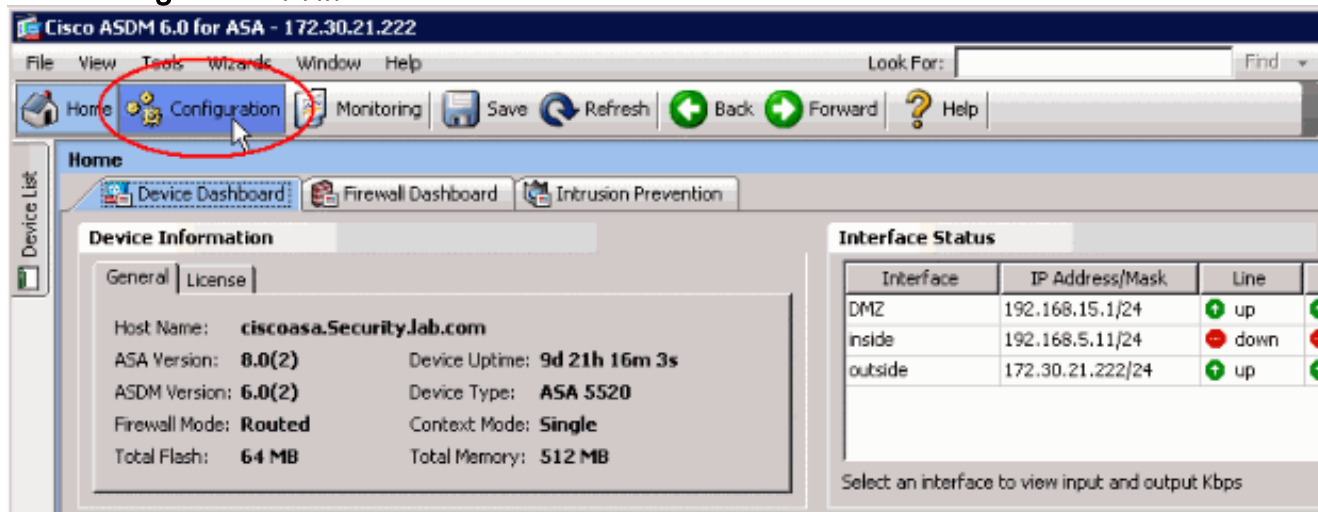 Cisco ASDM 6.0 for ASA - 172.30.21.222
File View Tools Wizards Window Help Look For: Find
Home Configuration Monitoring Save Refresh Back Forward Help
Device List
Home
Device Dashboard Firewall Dashboard Intrusion Prevention
Device Information
General License
Host Name: ciscoasa.Security.lab.com
ASA Version: 8.0(2) Device Uptime: 9d 21h 16m 3s
ASDM Version: 6.0(2) Device Type: ASA 5520
Firewall Mode: Routed Context Mode: Single
Total Flash: 64 MB Total Memory: 512 MB
Interface Status
Interface IP Address/Mask Line
DMZ 192.168.15.1/24 up
inside 192.168.5.11/24 down
outside 172.30.21.222/24 up
Select an interface to view input and output Kbps